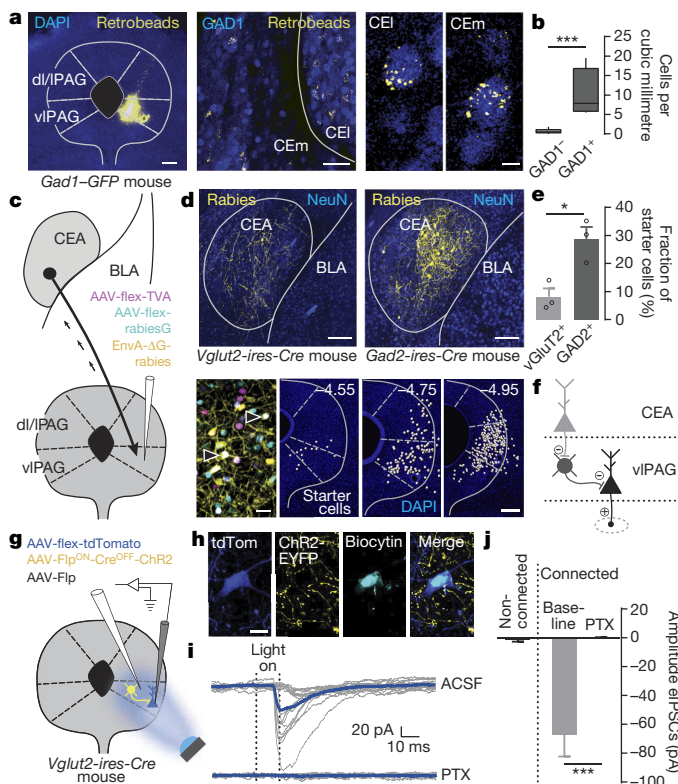 a
DAPI Retrobeads
dl/lPAG
vlPAG
Gad1–GFP mouse
GAD1 Retrobeads
CEm
CEl
CEl
CEm
b
***
Cells per
cubic millimetre
25
20
15
10
5
0
GAD1–
GAD1+
c
CEA
BLA
AAV-flex-TVA
AAV-flex-
rabiesG
EnvA-ΔG-
rabies
dl/lPAG
vlPAG
d
Rabies NeuN
CEA
BLA
Vglut2-ires-Cre mouse
Rabies NeuN
CEA
BLA
Gad2-ires-Cre mouse
–4.55
Starter
cells
–4.75
DAPI
–4.95
e
*
Fraction of
starter cells (%)
40
30
20
10
0
vGluT2+
GAD2+
f
CEA
vlPAG
g
AAV-flex-tdTomato
AAV-FlpON-CreOFF-ChR2
AAV-Flp
Vglut2-ires-Cre
mouse
h
tdTom
ChR2-
EYFP
Biocytin
Merge
i
Light
on
ACSF
20 pA
10 ms
PTX
j
Non-
connected
Connected
Base-
line
PTX
Amplitude eIPSCs (pA)
0
–20
–40
–60
–80
–100
***